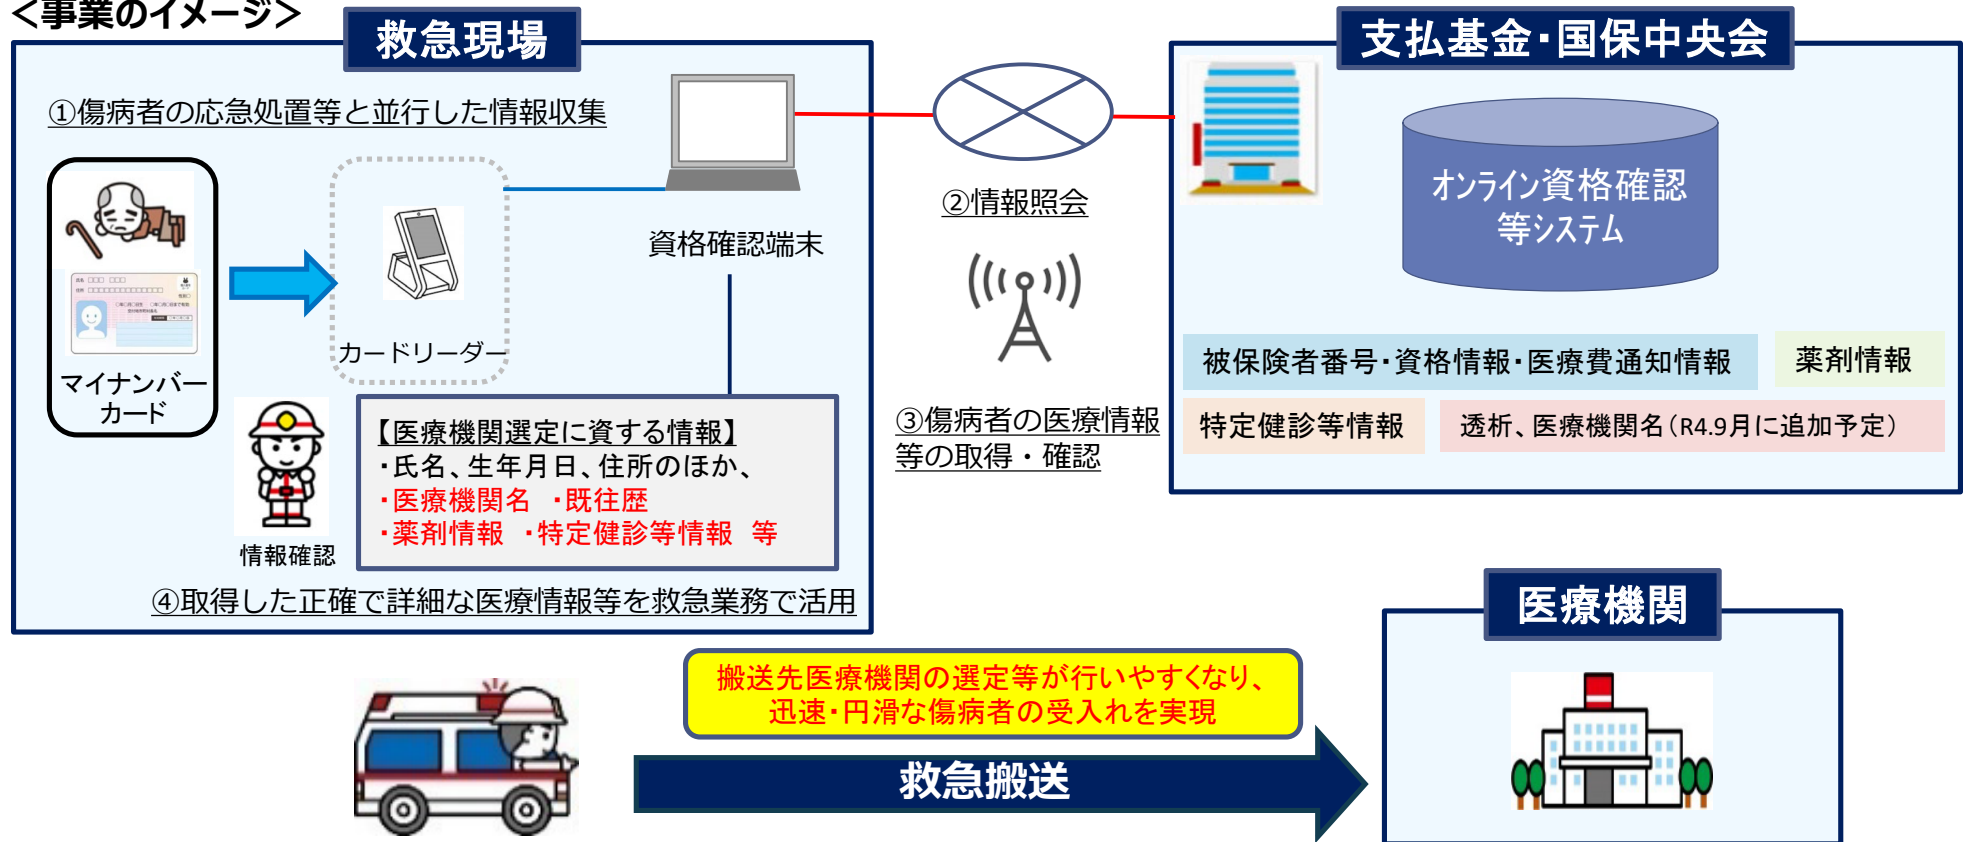 ＜事業のイメージ＞
救急現場
①傷病者の応急処置等と並行した情報収集
マイナンバー
カード
カードリーダー
資格確認端末
情報確認
【医療機関選定に資する情報】
・氏名、生年月日、住所のほか、
・医療機関名　・既往歴
・薬剤情報　・特定健診等情報　等
④取得した正確で詳細な医療情報等を救急業務で活用
②情報照会
③傷病者の医療情報
等の取得・確認
支払基金・国保中央会
オンライン資格確認
等システム
被保険者番号・資格情報・医療費通知情報
薬剤情報
特定健診等情報
透析、医療機関名（R4.9月に追加予定）
搬送先医療機関の選定等が行いやすくなり、
迅速・円滑な傷病者の受入れを実現
救急搬送
医療機関